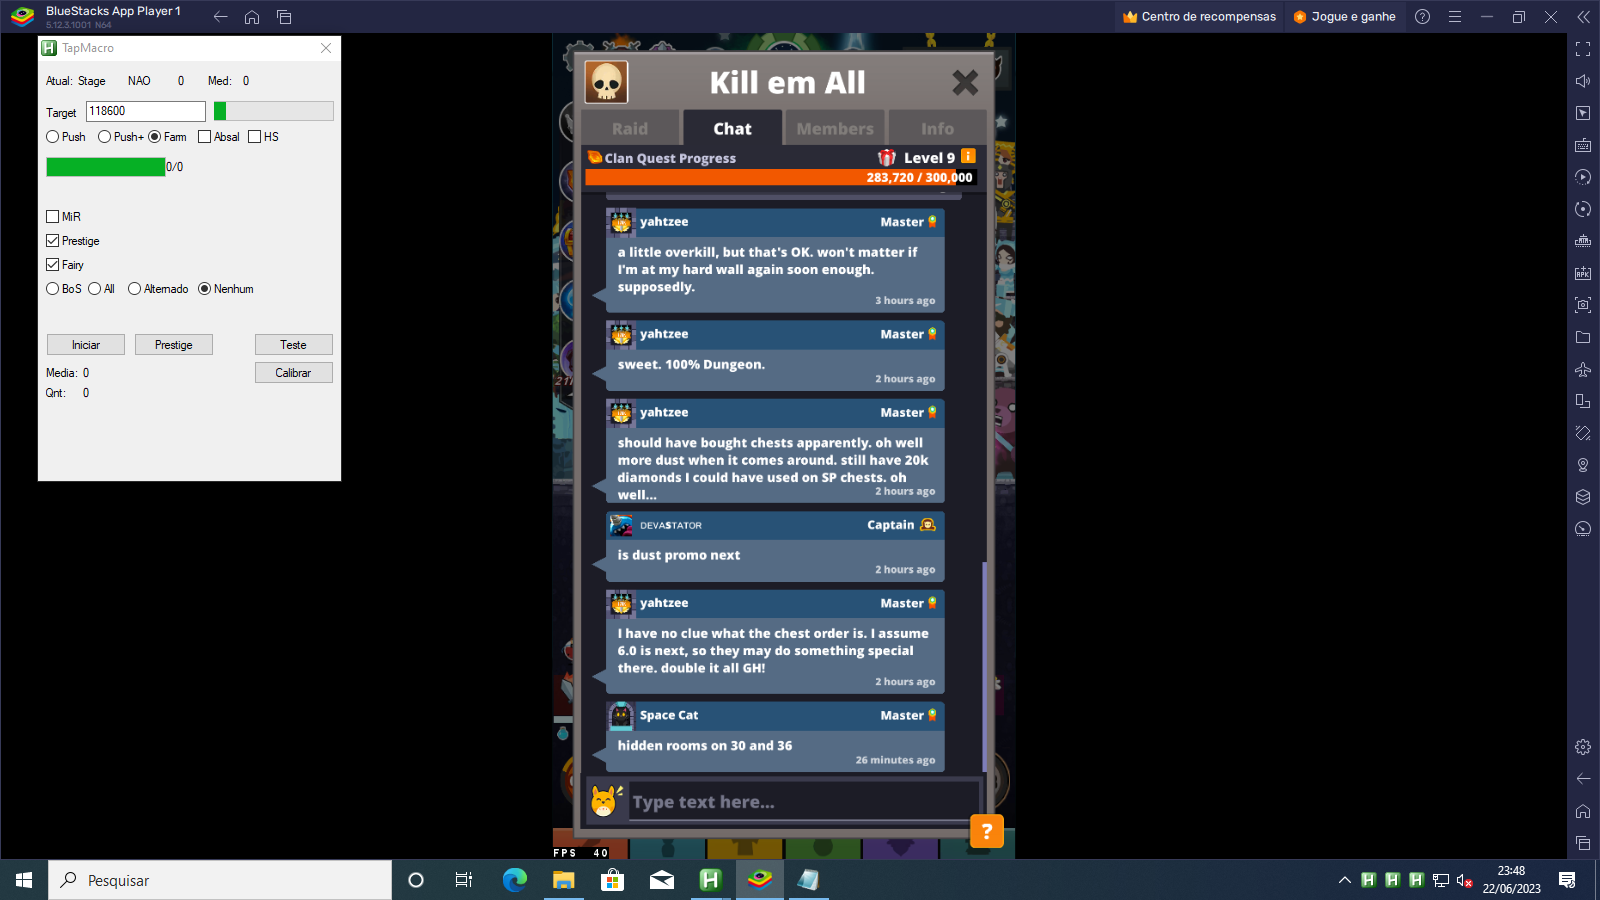 BlueStacks App Player 1
5.12.3.1001 N64
Centro de recompensas
Jogue e ganhe
TapMacro
Atual: Stage NAO 0 Med: 0
Target 118600
Push Push+ Farm Absal HS
0/0
MiR
Prestige
Fairy
BoS All Alternado Nenhum
Iniciar Prestige Teste
Media: 0 Calibrar
Qnt: 0
Kill em All
Raid Chat Members Info
Clan Quest Progress Level 9
283,720 / 300,000
yahtzee Master
a little overkill, but that's OK. won't matter if
I'm at my hard wall again soon enough.
supposedly.
3 hours ago
yahtzee Master
sweet. 100% Dungeon.
2 hours ago
yahtzee Master
should have bought chests apparently. oh well
more dust when it comes around. still have 20k
diamonds I could have used on SP chests. oh
well...
2 hours ago
DEVASTATOR Captain
is dust promo next
2 hours ago
yahtzee Master
I have no clue what the chest order is. I assume
6.0 is next, so they may do something special
there. double it all GH!
2 hours ago
Space Cat Master
hidden rooms on 30 and 36
26 minutes ago
Type text here...
?
FPS 40
APK
Pesquisar
23:48
22/06/2023